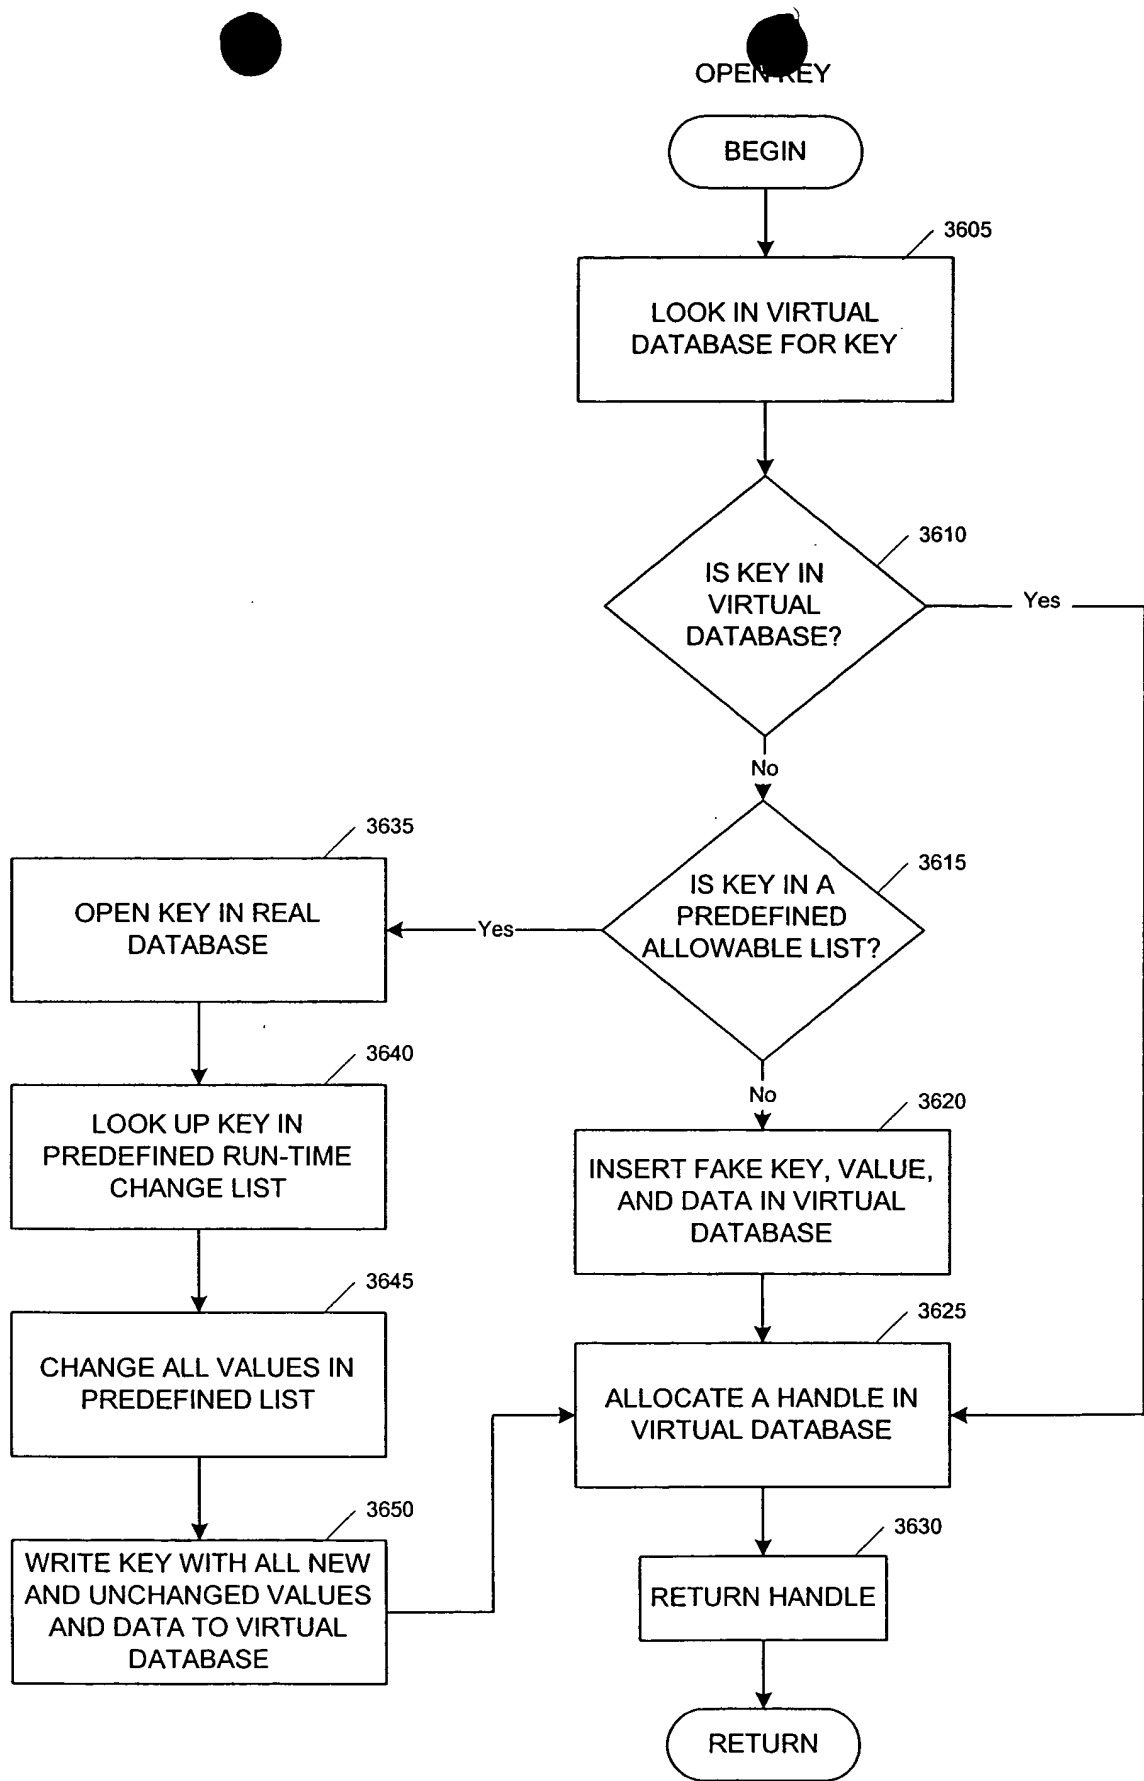 OPEN KEY
BEGIN
3605
LOOK IN VIRTUAL
DATABASE FOR KEY
3610
IS KEY IN
VIRTUAL
DATABASE?
Yes
No
3615
IS KEY IN A
PREDEFINED
ALLOWABLE LIST?
Yes
3635
OPEN KEY IN REAL
DATABASE
3640
LOOK UP KEY IN
PREDEFINED RUN-TIME
CHANGE LIST
3645
CHANGE ALL VALUES IN
PREDEFINED LIST
3650
WRITE KEY WITH ALL NEW
AND UNCHANGED VALUES
AND DATA TO VIRTUAL
DATABASE
No
3620
INSERT FAKE KEY, VALUE,
AND DATA IN VIRTUAL
DATABASE
3625
ALLOCATE A HANDLE IN
VIRTUAL DATABASE
3630
RETURN HANDLE
RETURN